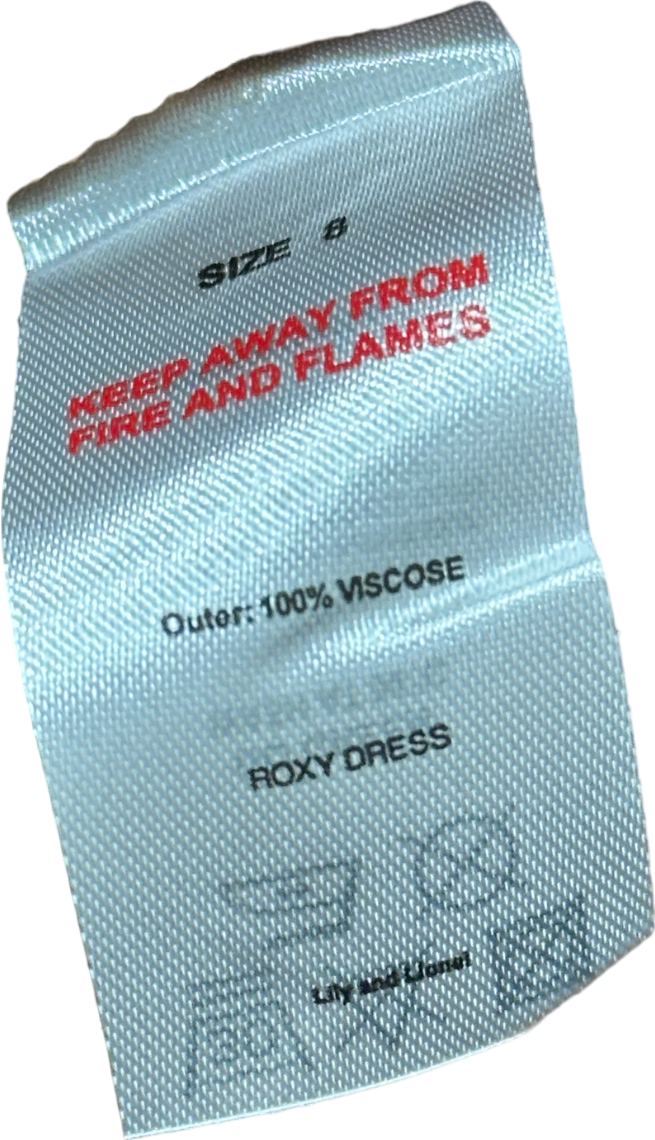 SIZE 8
KEEP AWAY FROM
FIRE AND FLAMES
Outer: 100% VISCOSE
ROXY DRESS
Lily and Lionel